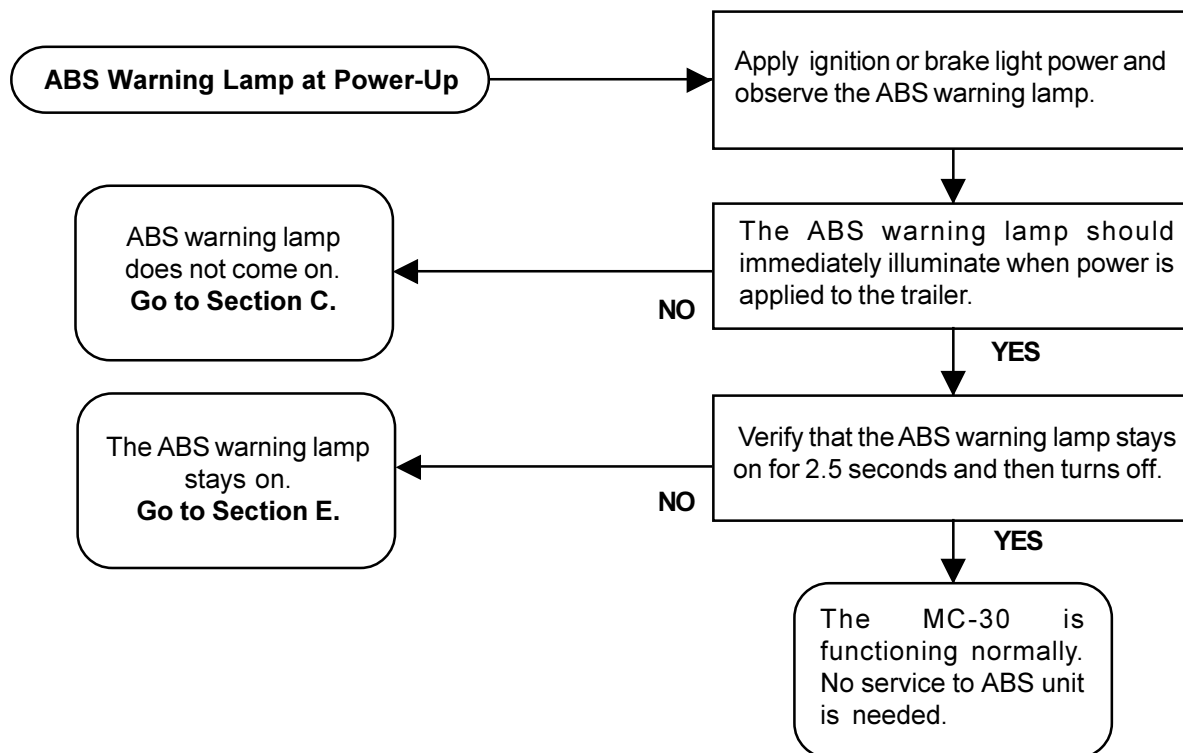 ABS Warning Lamp at Power-Up
Apply ignition or brake light power and
observe the ABS warning lamp.
The ABS warning lamp should
immediately illuminate when power is
applied to the trailer.
NO
ABS warning lamp
does not come on.
Go to Section C.
YES
Verify that the ABS warning lamp stays
on for 2.5 seconds and then turns off.
NO
The ABS warning lamp
stays on.
Go to Section E.
YES
The MC-30 is
functioning normally.
No service to ABS unit
is needed.